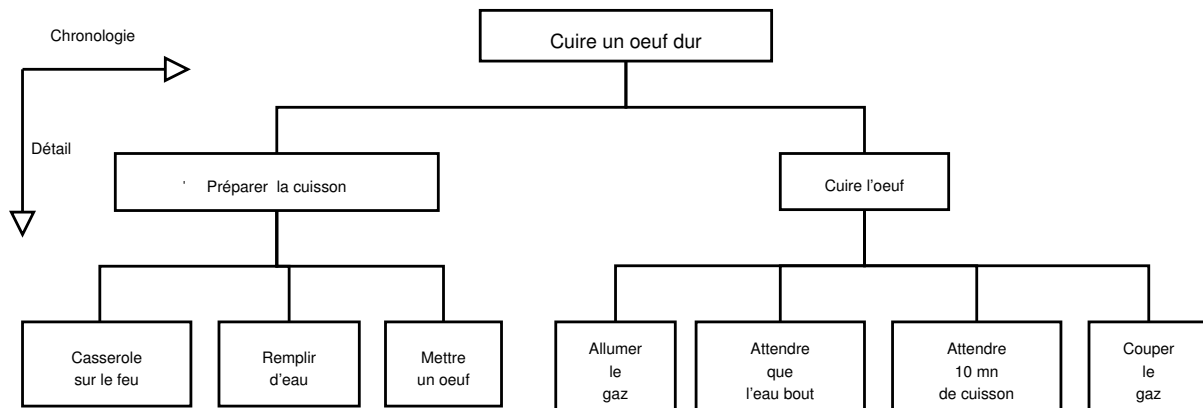 Chronologie
Cuire un oeuf dur
Détail
Préparer la cuisson
Cuire l'oeuf
Casserole
sur le feu
Remplir
d'eau
Mettre
un oeuf
Allumer
le
gaz
Attendre
que
l'eau bout
Attendre
10 mn
de cuisson
Couper
le
gaz